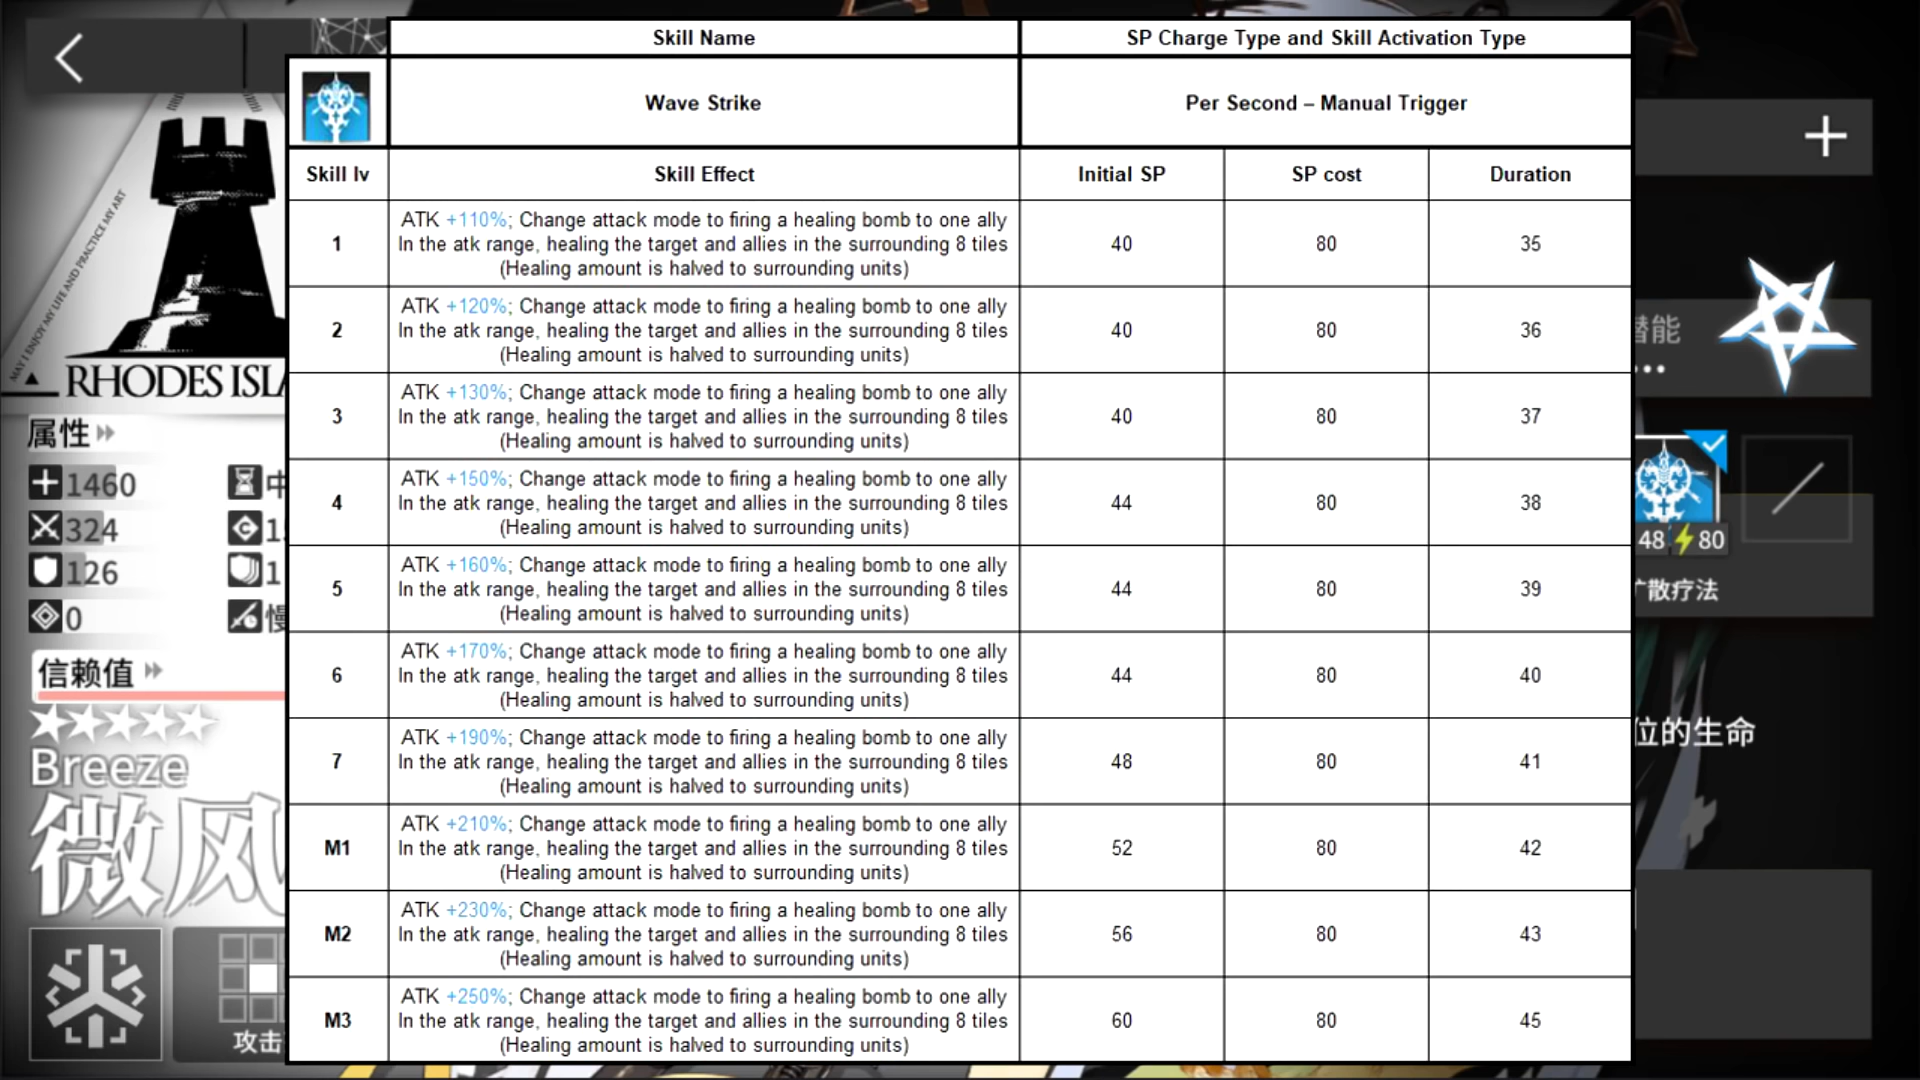 Skill Name
SP Charge Type and Skill Activation Type
Wave Strike
Per Second – Manual Trigger
Skill lv
Skill Effect
Initial SP
SP cost
Duration
1
ATK +110%; Change attack mode to firing a healing bomb to one ally
In the atk range, healing the target and allies in the surrounding 8 tiles
(Healing amount is halved to surrounding units)
40
80
35
2
ATK +120%; Change attack mode to firing a healing bomb to one ally
In the atk range, healing the target and allies in the surrounding 8 tiles
(Healing amount is halved to surrounding units)
40
80
36
3
ATK +130%; Change attack mode to firing a healing bomb to one ally
In the atk range, healing the target and allies in the surrounding 8 tiles
(Healing amount is halved to surrounding units)
40
80
37
4
ATK +150%; Change attack mode to firing a healing bomb to one ally
In the atk range, healing the target and allies in the surrounding 8 tiles
(Healing amount is halved to surrounding units)
44
80
38
5
ATK +160%; Change attack mode to firing a healing bomb to one ally
In the atk range, healing the target and allies in the surrounding 8 tiles
(Healing amount is halved to surrounding units)
44
80
39
6
ATK +170%; Change attack mode to firing a healing bomb to one ally
In the atk range, healing the target and allies in the surrounding 8 tiles
(Healing amount is halved to surrounding units)
44
80
40
7
ATK +190%; Change attack mode to firing a healing bomb to one ally
In the atk range, healing the target and allies in the surrounding 8 tiles
(Healing amount is halved to surrounding units)
48
80
41
M1
ATK +210%; Change attack mode to firing a healing bomb to one ally
In the atk range, healing the target and allies in the surrounding 8 tiles
(Healing amount is halved to surrounding units)
52
80
42
M2
ATK +230%; Change attack mode to firing a healing bomb to one ally
In the atk range, healing the target and allies in the surrounding 8 tiles
(Healing amount is halved to surrounding units)
56
80
43
M3
ATK +250%; Change attack mode to firing a healing bomb to one ally
In the atk range, healing the target and allies in the surrounding 8 tiles
(Healing amount is halved to surrounding units)
60
80
45
MAY I ENJOY MY LIFE AND PRACTICE MY ART
RHODES ISL
属性
1460
中
324
1
126
1
0
慢
信赖值
Breeze
微风
攻击
潜能
48
80
扩散疗法
位的生命